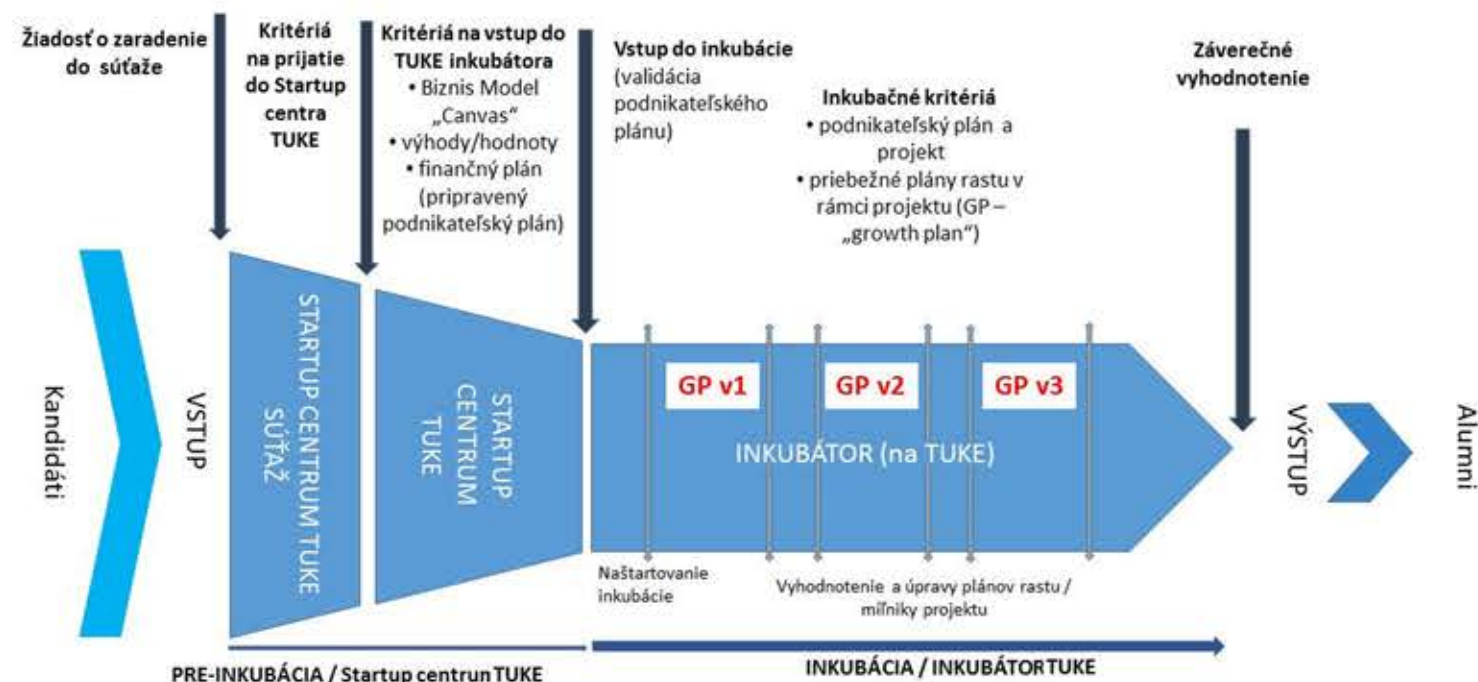 Žiadosť o zaradenie
do súťaže
Kritériá
na prijatie
do Startup
centra
TUKE
Kritériá na vstup do
TUKE inkubátora
• Biznis Model
„Canvas“
• výhody/hodnoty
• finančný plán
(pripravený
podnikateľský plán)
Vstup do inkubácie
(validácia
podnikateľského
plánu)
Inkubačné kritériá
• podnikateľský plán a
projekt
• priebežné plány rastu v
rámci projektu (GP –
„growth plan“)
Záverečné
vyhodnotenie
Kandidáti
VSTUP
STARTUP CENTRUM TUKE
SÚŤAŽ
STARTUP
CENTRUM
TUKE
GP v1
GP v2
GP v3
INKUBÁTOR (na TUKE)
VÝSTUP
Alumni
Naštartovanie
inkubácie
Vyhodnotenie a úpravy plánov rastu /
míľniky projektu
PRE-INKUBÁCIA / Startup centrun TUKE
INKUBÁCIA / INKUBÁTOR TUKE